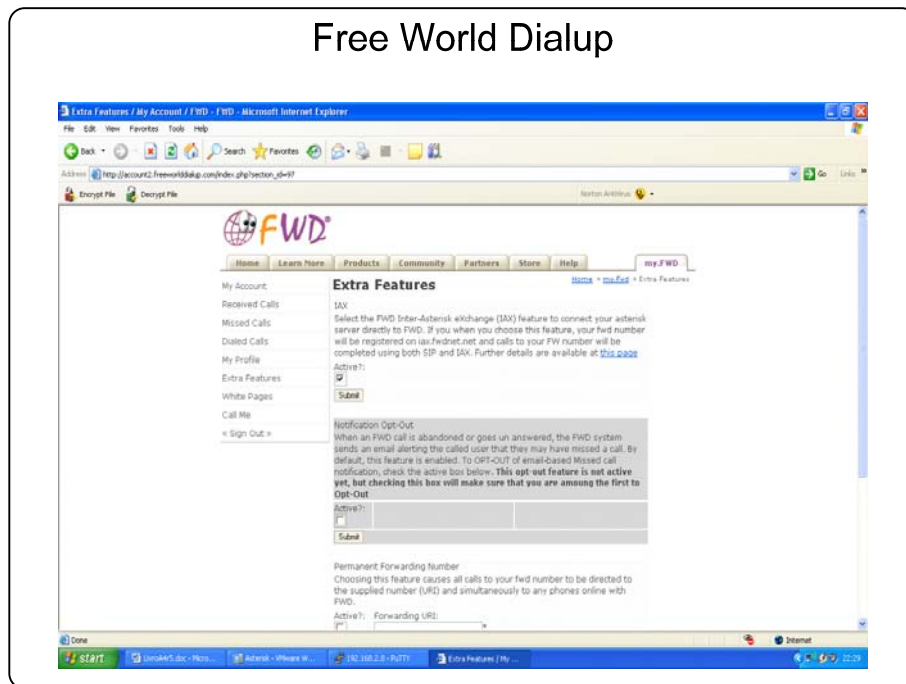 Free World Dialup
Extra Features / My Account / FWD - FWD - Microsoft Internet Explorer
File Edit View Favorites Tools Help
Back Search Favorites
Address http://account2.freeworlddialup.com/index.php?section_id=97 Go Links
Encrypt File Decrypt File Norton AntiVirus
FWD
Home Learn More Products Community Partners Store Help my.FWD
Home » my.fwd » Extra Features
My Account
Received Calls
Missed Calls
Dialed Calls
My Profile
Extra Features
White Pages
Call Me
« Sign Out »
Extra Features
IAX
Select the FWD Inter-Asterisk eXchange (IAX) feature to connect your asterisk
server directly to FWD. If you when you choose this feature, your fwd number
will be registered on iax.fwdnet.net and calls to your FW number will be
completed using both SIP and IAX. Further details are available at this page
Active?:
Submit
Notification Opt-Out
When an FWD call is abandoned or goes un answered, the FWD system
sends an email alerting the called user that they may have missed a call. By
default, this feature is enabled. To OPT-OUT of email-based Missed call
notification, check the active box below. This opt-out feature is not active
yet, but checking this box will make sure that you are amoung the first to
Opt-Out
Active?:
Submit
Permanent Forwarding Number
Choosing this feature causes all calls to your fwd number to be directed to
the supplied number (URI) and simultaneously to any phones online with
FWD.
Active?: Forwarding URI:
Done Internet
start LivroA4r5.doc - Micro... Asterisk - VMware W... 192.168.2.8 - PuTTY Extra Features / My ... 22:29